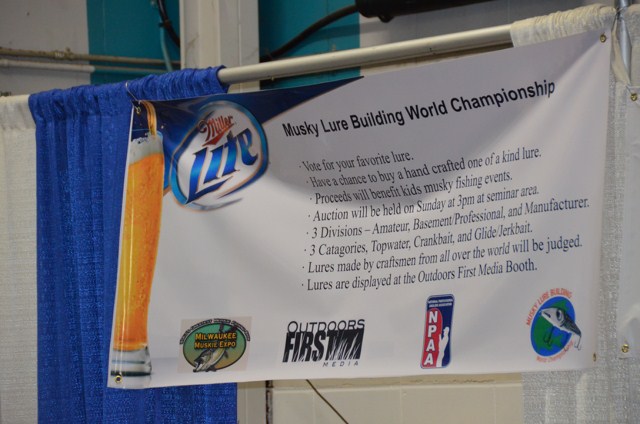 Musky Lure Building World Championship
Miller
Lite
· Vote for your favorite lure.
· Have a chance to buy a hand crafted one of a kind lure.
· Proceeds will benefit kids musky fishing events.
· Auction will be held on Sunday at 3pm at seminar area.
· 3 Divisions – Amateur, Basement/Professional, and Manufacturer.
· 3 Catagories, Topwater, Crankbait, and Glide/Jerkbait.
· Lures made by craftsmen from all over the world will be judged.
· Lures are displayed at the Outdoors First Media Booth.
MILWAUKEE
MUSKIE EXPO
OUTDOORS
FIRST
MEDIA
NPAA
MUSKY LURE BUILDING